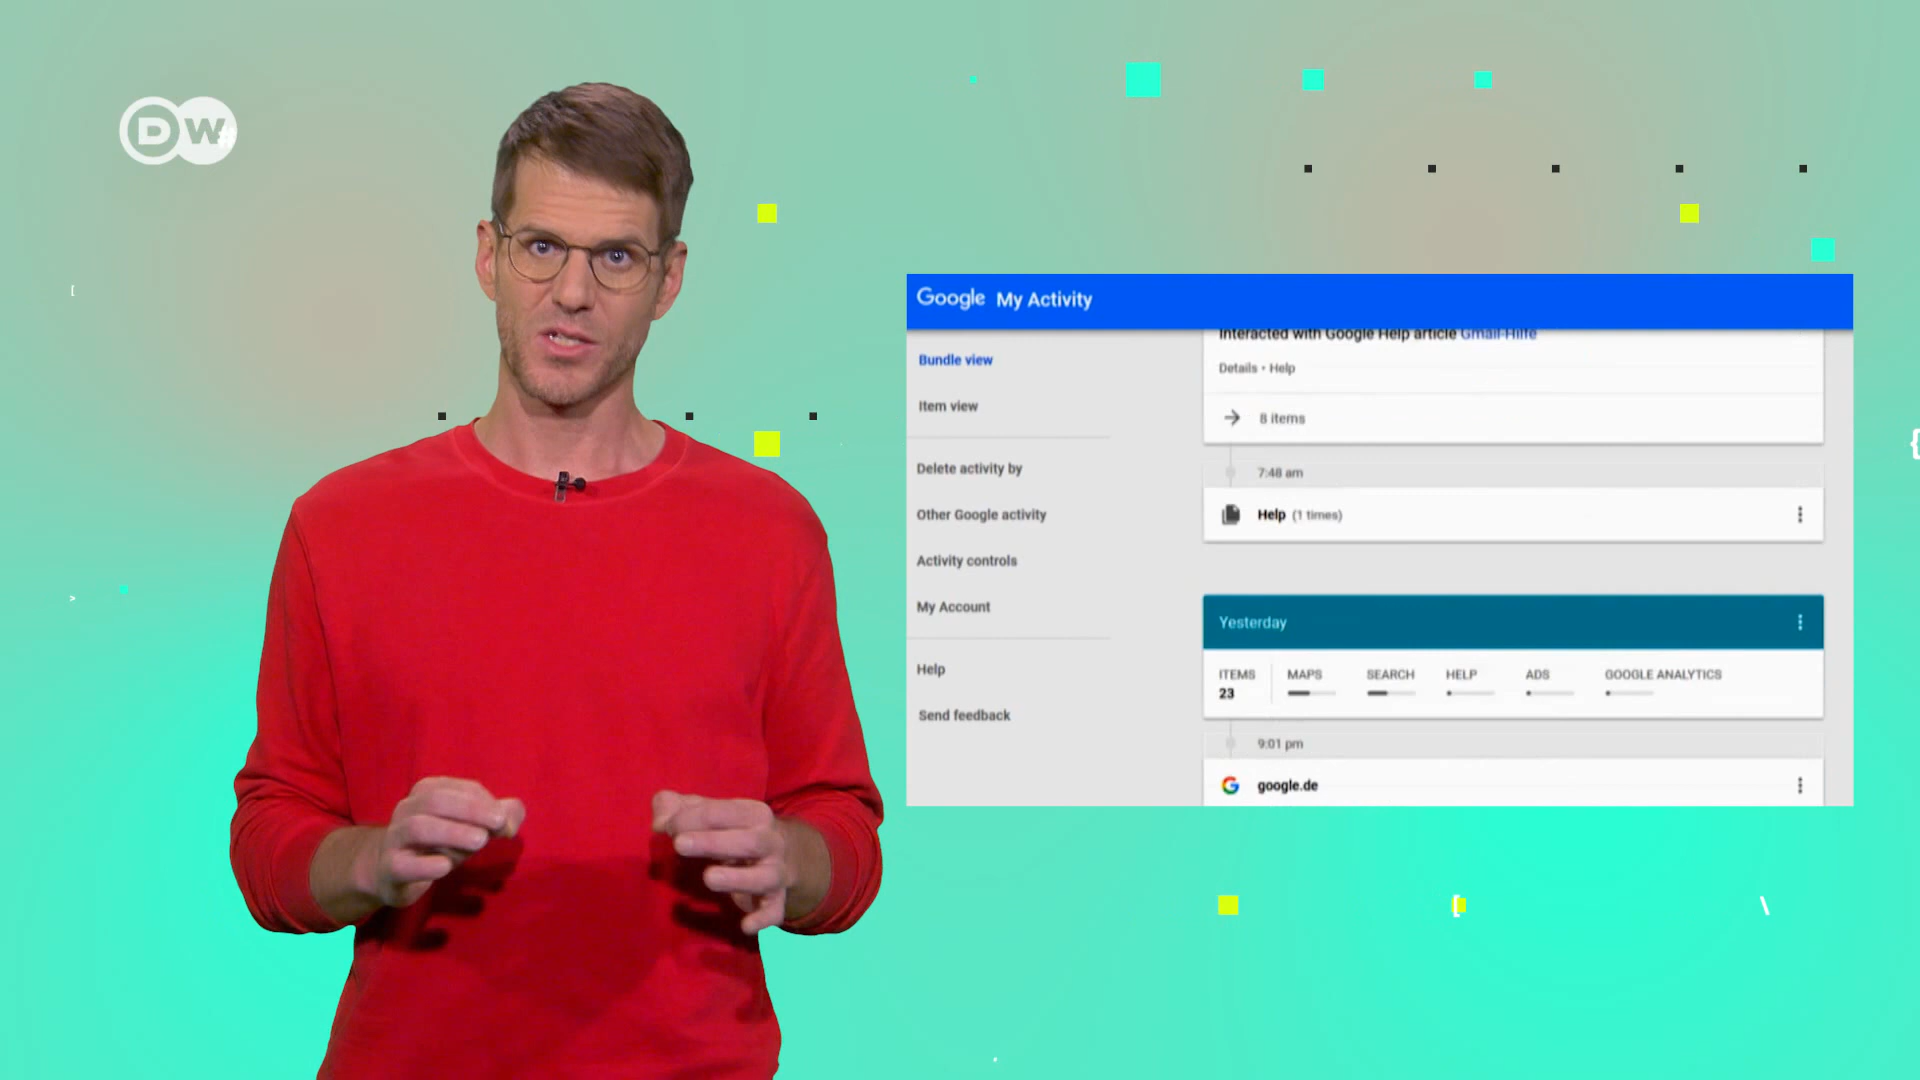 DW
Google My Activity
Interacted with Google Help article Gmail-Hilfe
Details • Help
8 items
7:48 am
Help (1 times)
Yesterday
ITEMS
23
MAPS
SEARCH
HELP
ADS
GOOGLE ANALYTICS
9:01 pm
google.de
Bundle view
Item view
Delete activity by
Other Google activity
Activity controls
My Account
Help
Send feedback
[
>
{
[
\